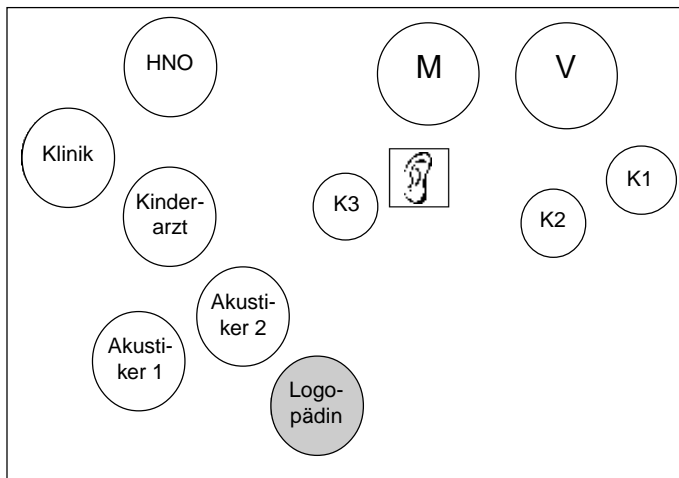 HNO
M
V
Klinik
Kinder-
arzt
K3
K2
K1
Akusti-
ker 2
Akusti-
ker 1
Logo-
pädin